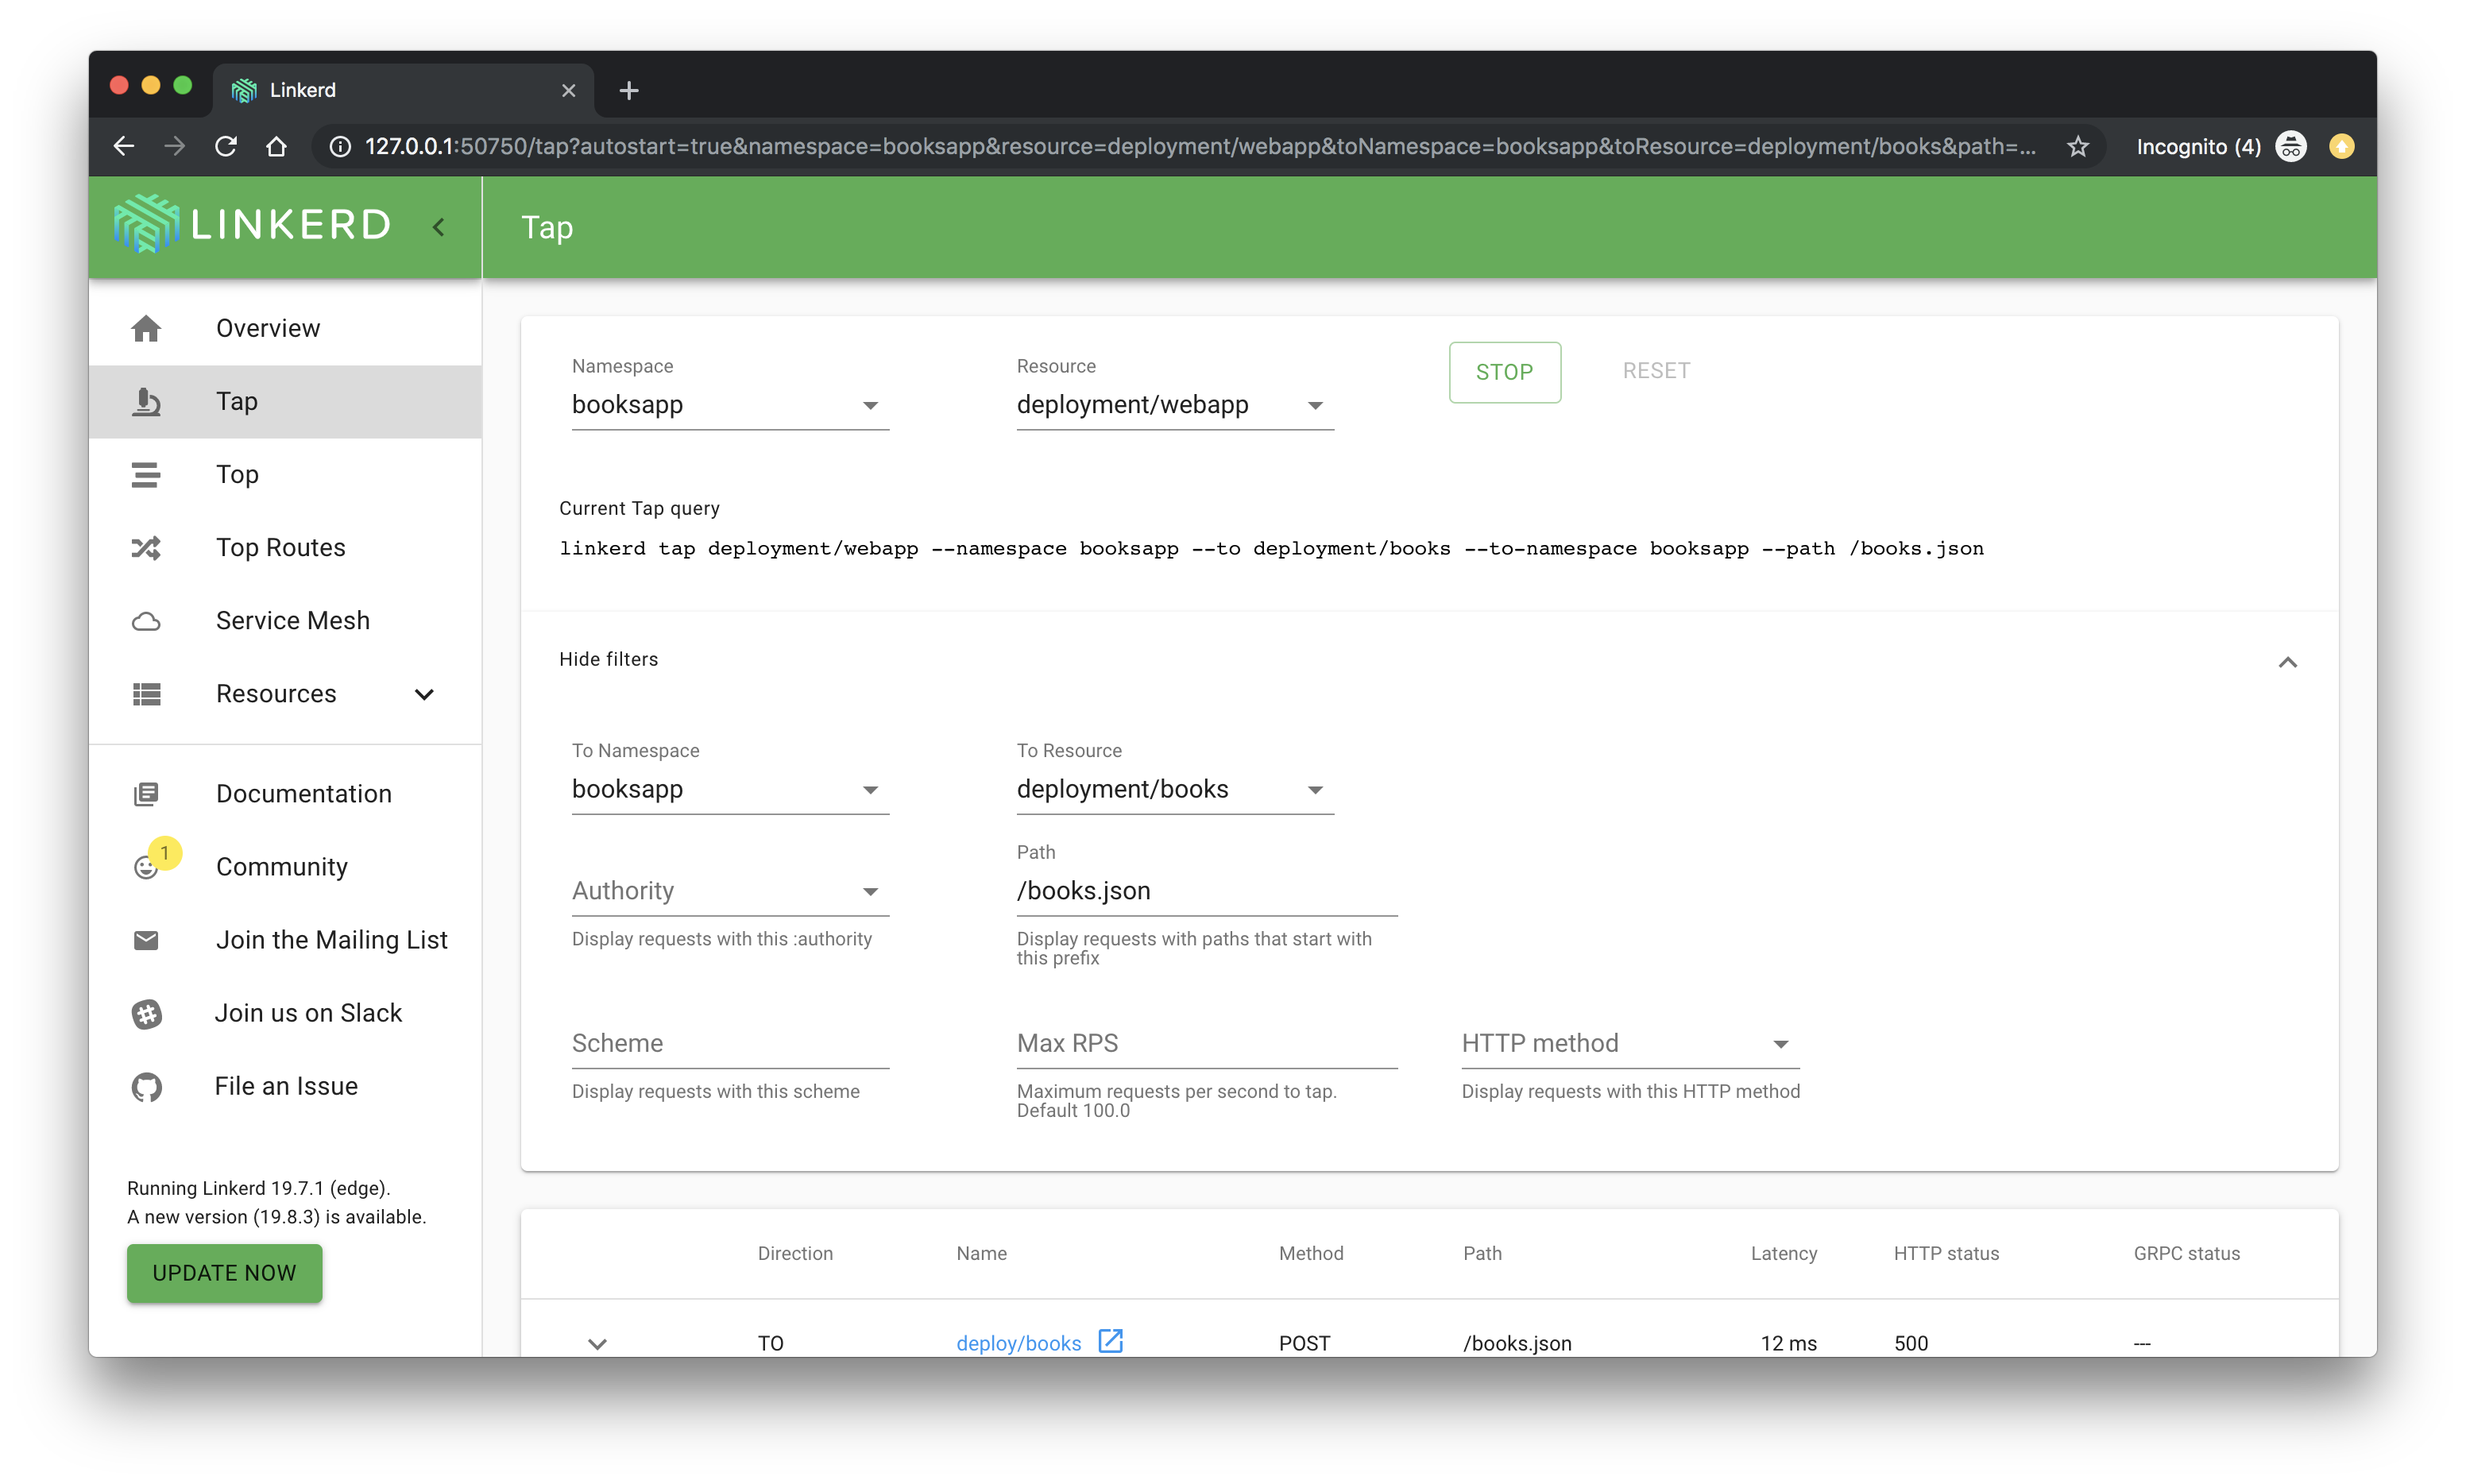 Linkerd
127.0.0.1:50750/tap?autostart=true&namespace=booksapp&resource=deployment/webapp&toNamespace=booksapp&toResource=deployment/books&path=...
Incognito (4)
LINKERD
Tap
Overview
Tap
Top
Top Routes
Service Mesh
Resources
Documentation
1
Community
Join the Mailing List
Join us on Slack
File an Issue
Running Linkerd 19.7.1 (edge).
A new version (19.8.3) is available.
UPDATE NOW
Namespace
booksapp
Resource
deployment/webapp
STOP
RESET
Current Tap query
linkerd tap deployment/webapp --namespace booksapp --to deployment/books --to-namespace booksapp --path /books.json
Hide filters
To Namespace
booksapp
To Resource
deployment/books
Authority
Display requests with this :authority
Path
/books.json
Display requests with paths that start with
this prefix
Scheme
Display requests with this scheme
Max RPS
Maximum requests per second to tap.
Default 100.0
HTTP method
Display requests with this HTTP method
Direction Name Method Path Latency HTTP status GRPC status
TO deploy/books POST /books.json 12 ms 500 ---